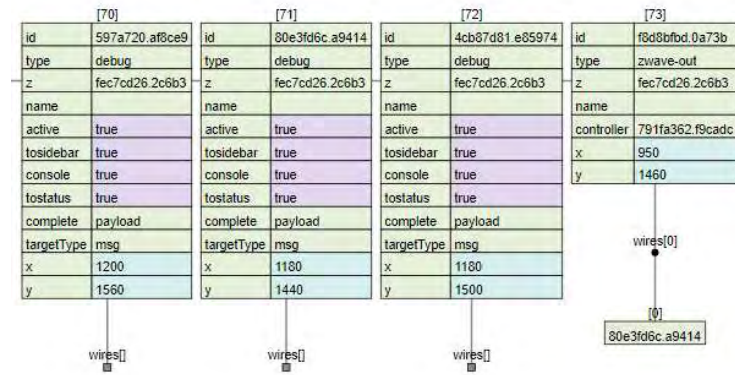 [70]
id 597a720.af8ce9
type debug
z fec7cd26.2c6b3
name
active true
tosidebar true
console true
tostatus true
complete payload
targetType msg
x 1200
y 1560
wires[]
[71]
id 80e3fd6c.a9414
type debug
z fec7cd26.2c6b3
name
active true
tosidebar true
console true
tostatus true
complete payload
targetType msg
x 1180
y 1440
wires[]
[72]
id 4cb87d81.e85974
type debug
z fec7cd26.2c6b3
name
active true
tosidebar true
console true
tostatus true
complete payload
targetType msg
x 1180
y 1500
wires[]
[73]
id f8d8bfbd.0a73b
type zwave-out
z fec7cd26.2c6b3
name
controller 791fa362.f9cadc
x 950
y 1460
wires[0]
[0]
80e3fd6c.a9414